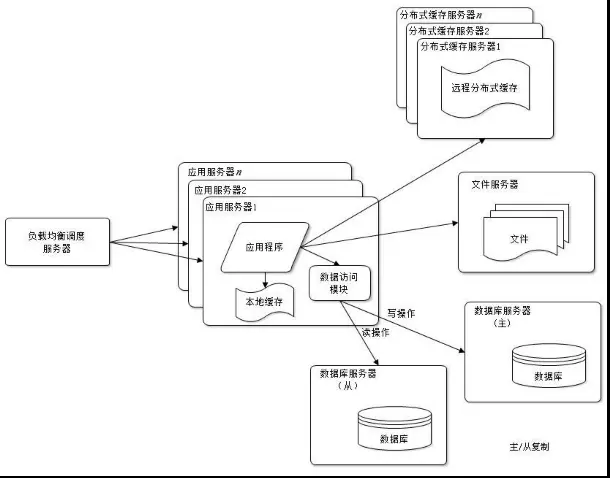 分布式缓存服务器n
分布式缓存服务器2
分布式缓存服务器1
远程分布式缓存
应用服务器n
应用服务器2
应用服务器1
应用程序
本地缓存
数据访问
模块
负载均衡调度
服务器
文件服务器
文件
写操作
读操作
数据库服务器
（主）
数据库
数据库服务器
（从）
数据库
主/从复制